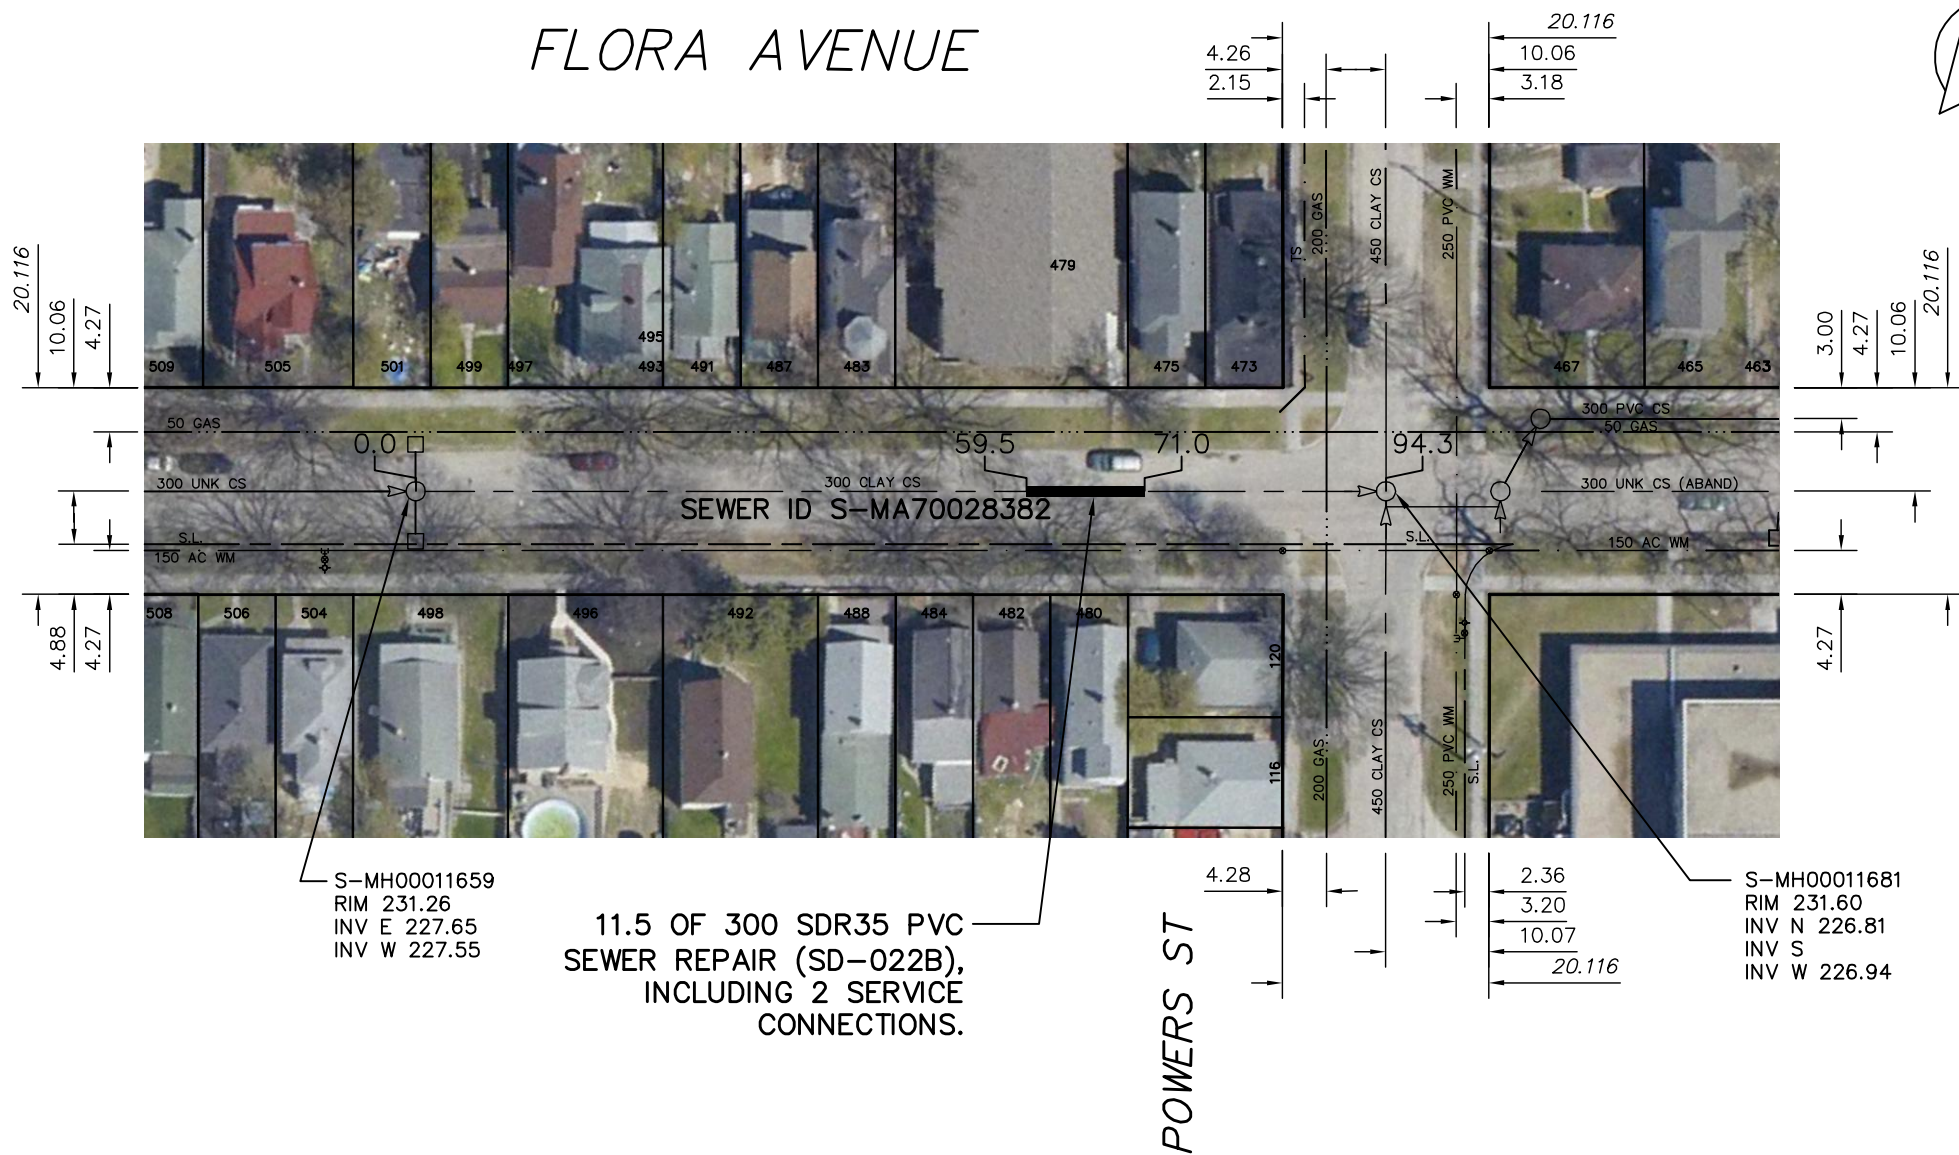 FLORA AVENUE
20.116
4.26
10.06
2.15
3.18
20.116
10.06
4.27
3.00
4.27
10.06
20.116
TS
200 GAS
450 CLAY CS
250 PVC WM
479
495
509
505
501
499
497
493
491
487
483
475
473
467
465
463
50 GAS
300 PVC CS
50 GAS
0.0
59.5
71.0
94.3
300 UNK CS
300 CLAY CS
300 UNK CS (ABAND)
SEWER ID S-MA70028382
S.L.
S.L.
150 AC WM
150 AC WM
508
506
504
498
496
492
488
484
482
480
120
116
4.88
4.27
4.27
200 GAS
450 CLAY CS
250 PVC WM
S.L.
S-MH00011659
RIM 231.26
INV E 227.65
INV W 227.55
11.5 OF 300 SDR35 PVC
SEWER REPAIR (SD-022B),
INCLUDING 2 SERVICE
CONNECTIONS.
POWERS ST
4.28
2.36
3.20
10.07
20.116
S-MH00011681
RIM 231.60
INV N 226.81
INV S
INV W 226.94